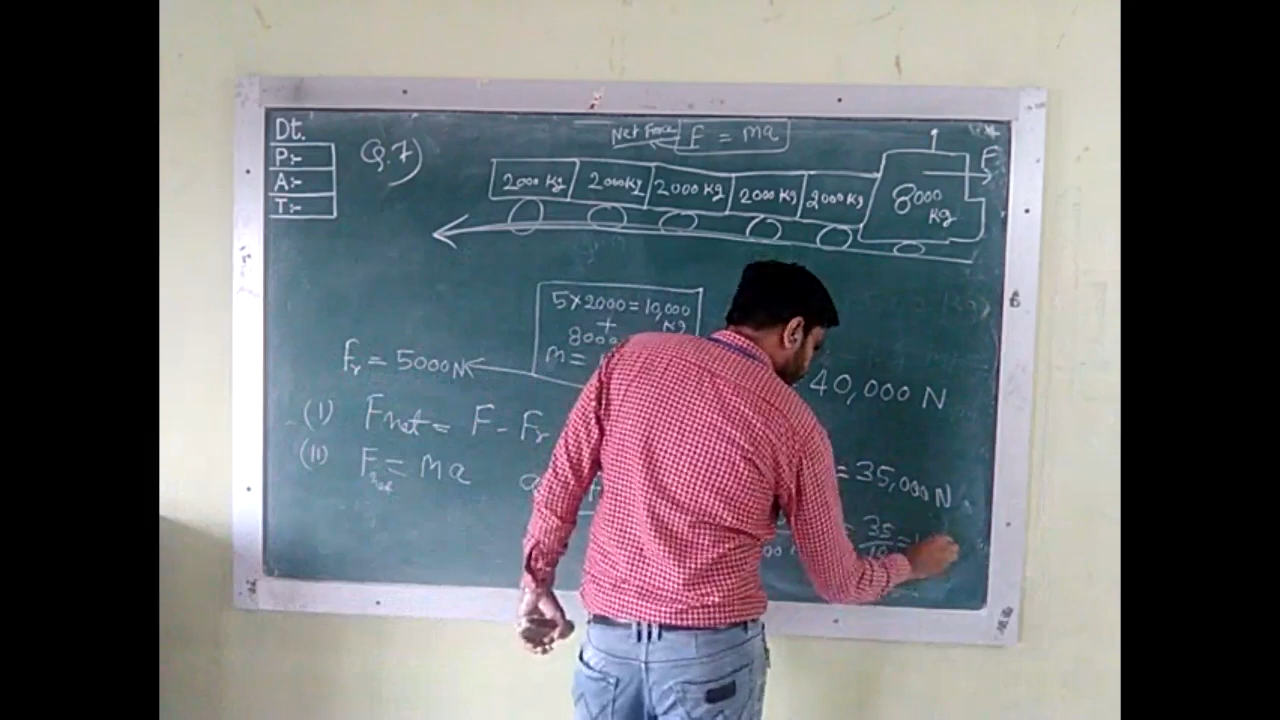 Dt.
P:-
A:-
T:-
Q.7)
Net Force F = ma
2000 kg 2000 kg 2000 kg 2000 kg 2000 kg 8000 kg
F
5×2000 = 10,000 kg
+
8000
m =
fr = 5000 N
40,000 N
(I) Fnet = F - Fr
= 35,000 N
(II) Fnet = ma
a
= 35